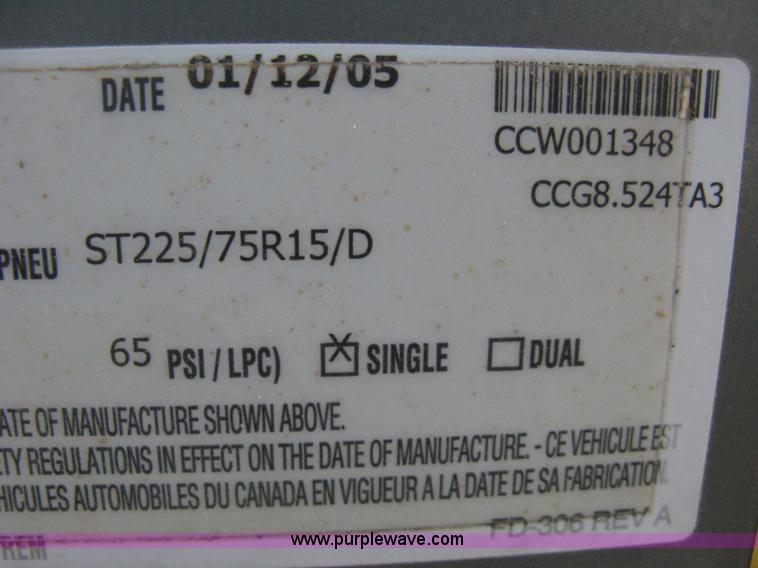 DATE 01/12/05
CCW001348
CCG8.524TA3
PNEU ST225/75R15/D
65 PSI / LPC) X SINGLE DUAL
ATE OF MANUFACTURE SHOWN ABOVE.
ETY REGULATIONS IN EFFECT ON THE DATE OF MANUFACTURE. - CE VEHICULE EST
HICULES AUTOMOBILES DU CANADA EN VIGUEUR A LA DATE DE SA FABRICATION.
FD-306 REV A
REM
www.purplewave.com